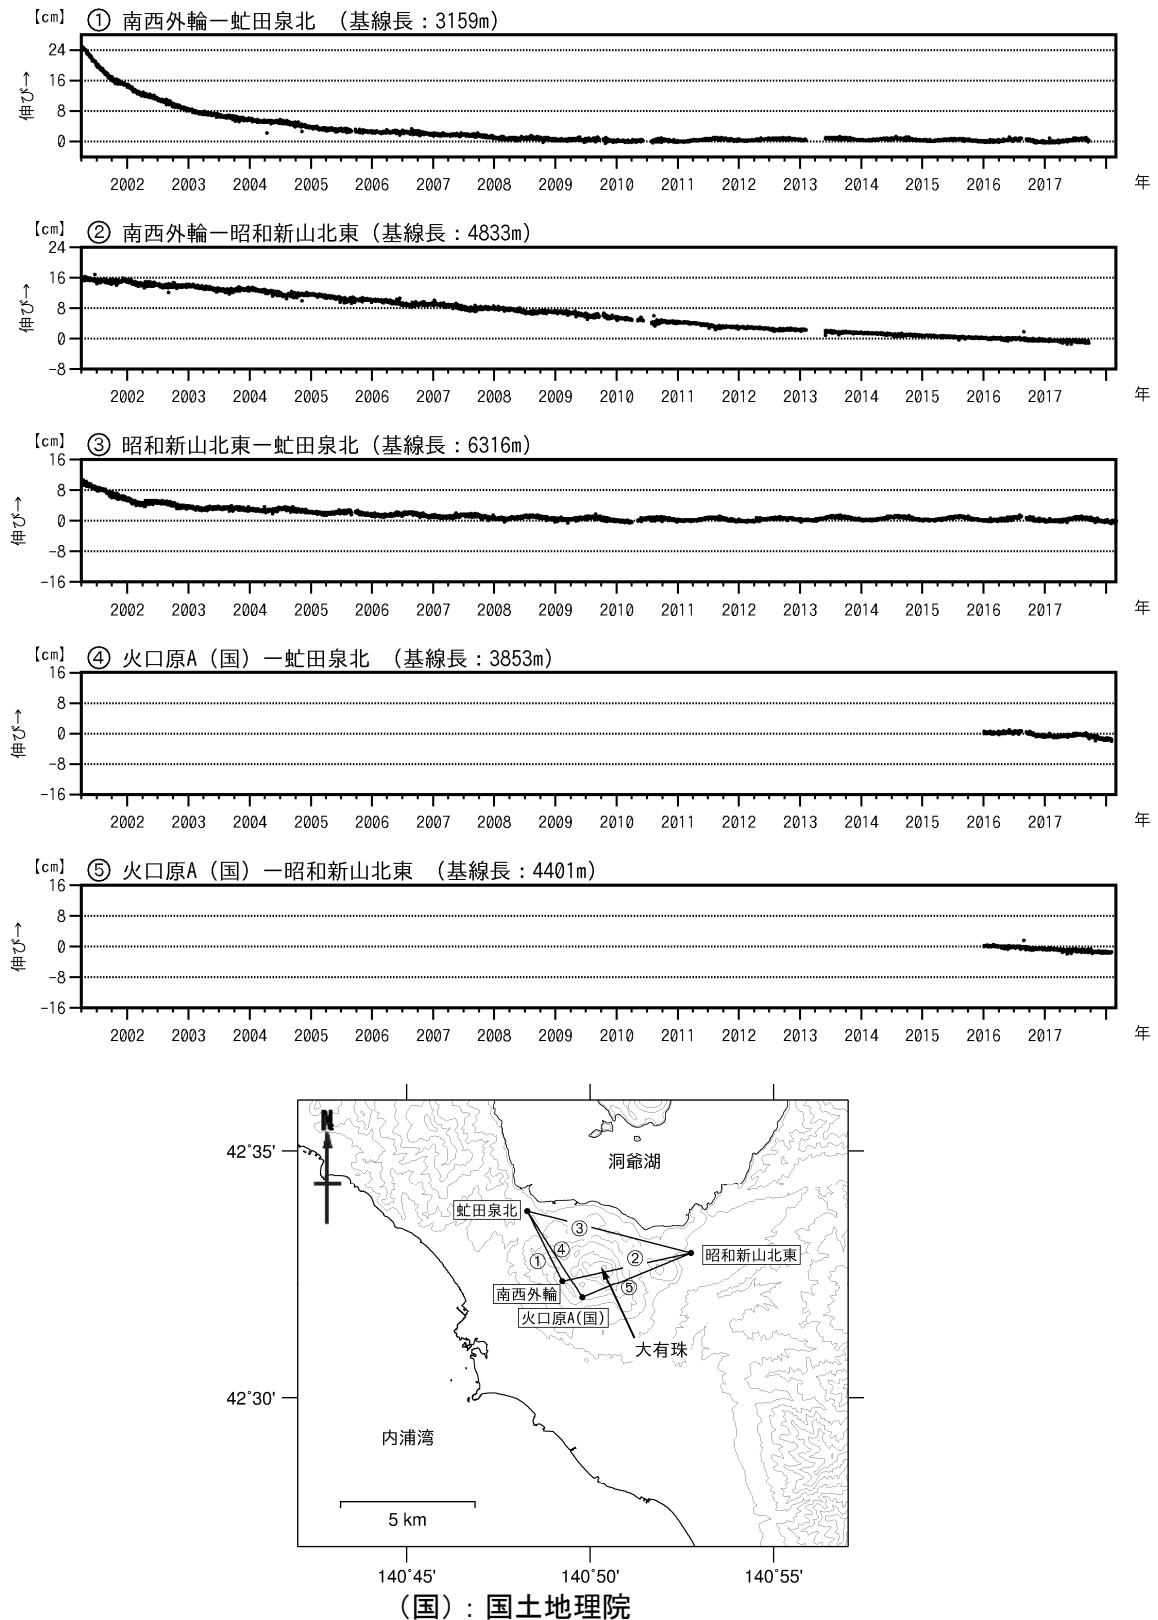 [cm] ① 南西外輪ー虻田泉北 （基線長：3159m）
24
16
8
0
伸び→
2002 2003 2004 2005 2006 2007 2008 2009 2010 2011 2012 2013 2014 2015 2016 2017 年
[cm] ② 南西外輪ー昭和新山北東（基線長：4833m）
24
16
8
0
-8
伸び→
2002 2003 2004 2005 2006 2007 2008 2009 2010 2011 2012 2013 2014 2015 2016 2017 年
[cm] ③ 昭和新山北東ー虻田泉北（基線長：6316m）
16
8
0
-8
-16
伸び→
2002 2003 2004 2005 2006 2007 2008 2009 2010 2011 2012 2013 2014 2015 2016 2017 年
[cm] ④ 火口原A（国）ー虻田泉北 （基線長：3853m）
16
8
0
-8
-16
伸び→
2002 2003 2004 2005 2006 2007 2008 2009 2010 2011 2012 2013 2014 2015 2016 2017 年
[cm] ⑤ 火口原A（国）ー昭和新山北東 （基線長：4401m）
16
8
0
-8
-16
伸び→
2002 2003 2004 2005 2006 2007 2008 2009 2010 2011 2012 2013 2014 2015 2016 2017 年
N
42°35'
洞爺湖
虻田泉北
③
④
①
②
昭和新山北東
南西外輪
⑤
火口原A(国)
大有珠
42°30'
内浦湾
5 km
140°45' 140°50' 140°55'
（国）：国土地理院